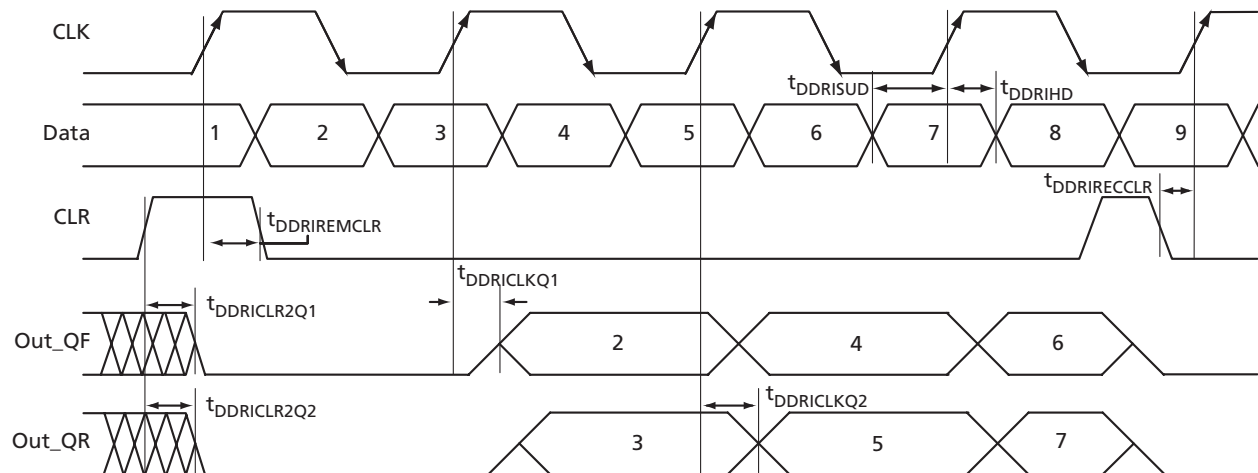 CLK
tDDRISUD
tDDRIHD
Data 1 2 3 4 5 6 7 8 9
tDDRIRECCLR
CLR
tDDRIREMCLR
tDDRICLKQ1
tDDRICLR2Q1
Out_QF 2 4 6
tDDRICLR2Q2
tDDRICLKQ2
Out_QR 3 5 7